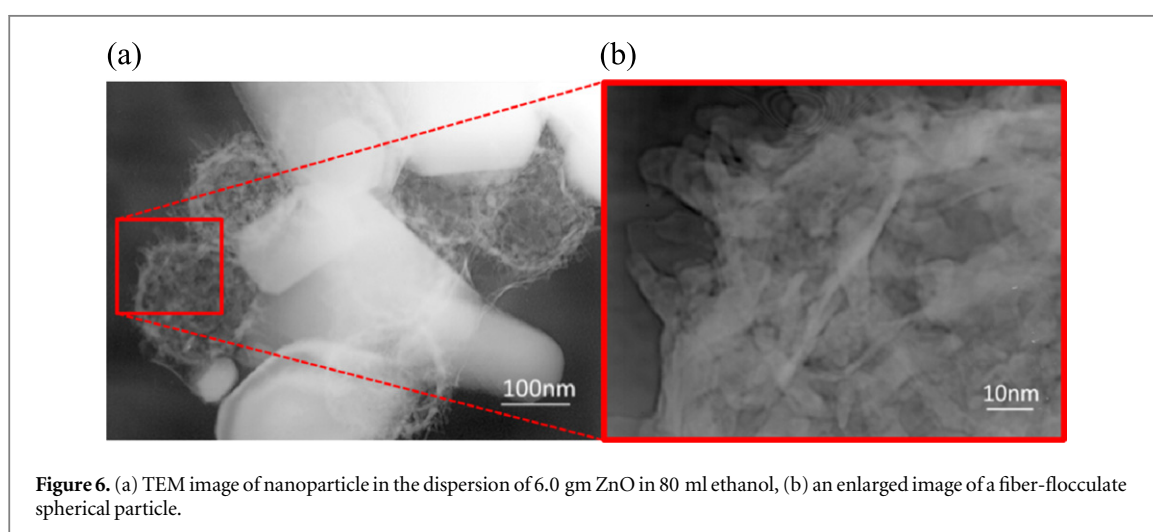 (a)
(b)
100nm
10nm
Figure 6. (a) TEM image of nanoparticle in the dispersion of 6.0 gm ZnO in 80 ml ethanol, (b) an enlarged image of a fiber-flocculate
spherical particle.